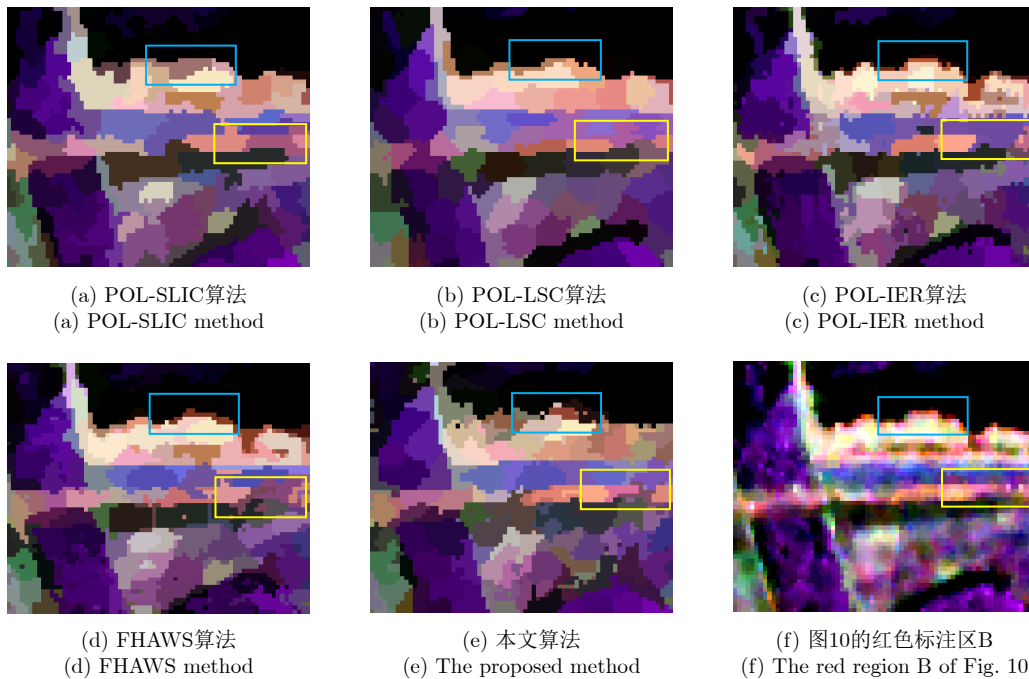 (a) POL-SLIC算法
(a) POL-SLIC method
(b) POL-LSC算法
(b) POL-LSC method
(c) POL-IER算法
(c) POL-IER method
(d) FHAWS算法
(d) FHAWS method
(e) 本文算法
(e) The proposed method
(f) 图10的红色标注区B
(f) The red region B of Fig. 10